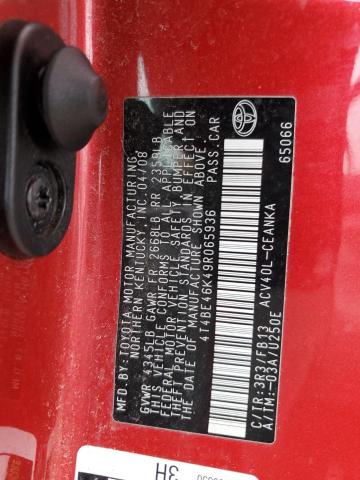 MFD. BY: TOYOTA MOTOR MANUFACTURING
NORTHERN KENTUCKY, INC. 04/08
GVWR 4345LB GAWR FR 2668LB RR 2359LB
THIS VEHICLE CONFORMS TO ALL APPLICABLE
FEDERAL MOTOR VEHICLE SAFETY, BUMPER, AND
THEFT PREVENTION STANDARDS IN EFFECT ON
THE DATE OF MANUFACTURE SHOWN ABOVE.
4T4BE46K49R065936 PASS.CAR
65066
C/TR:3R3/FB13 ACV40L-CEANKA
A/TM:-03A/U250E
3H